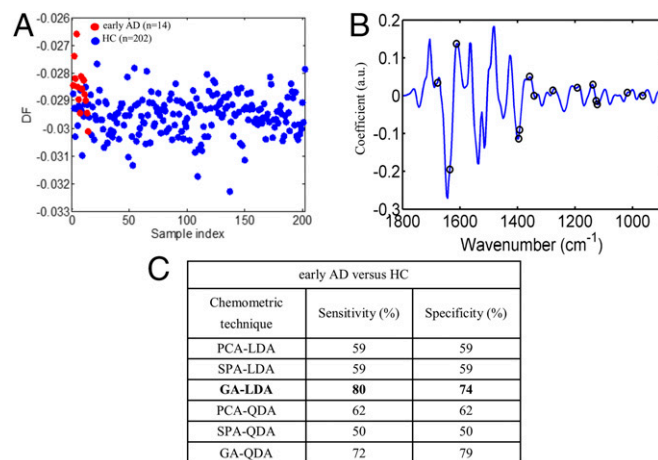 A
early AD (n=14)
HC (n=202)
-0.026
-0.027
-0.028
-0.029
-0.03
-0.031
-0.032
-0.033
DF
0 50 100 150 200
Sample index
B
0.2
0.1
0
-0.1
-0.2
-0.3
Coefficient (a.u.)
1800 1600 1400 1200 1000
Wavenumber (cm-1)
C
early AD versus HC
Chemometric technique Sensitivity (%) Specificity (%)
PCA-LDA 59 59
SPA-LDA 59 59
GA-LDA 80 74
PCA-QDA 62 62
SPA-QDA 50 50
GA-QDA 72 79